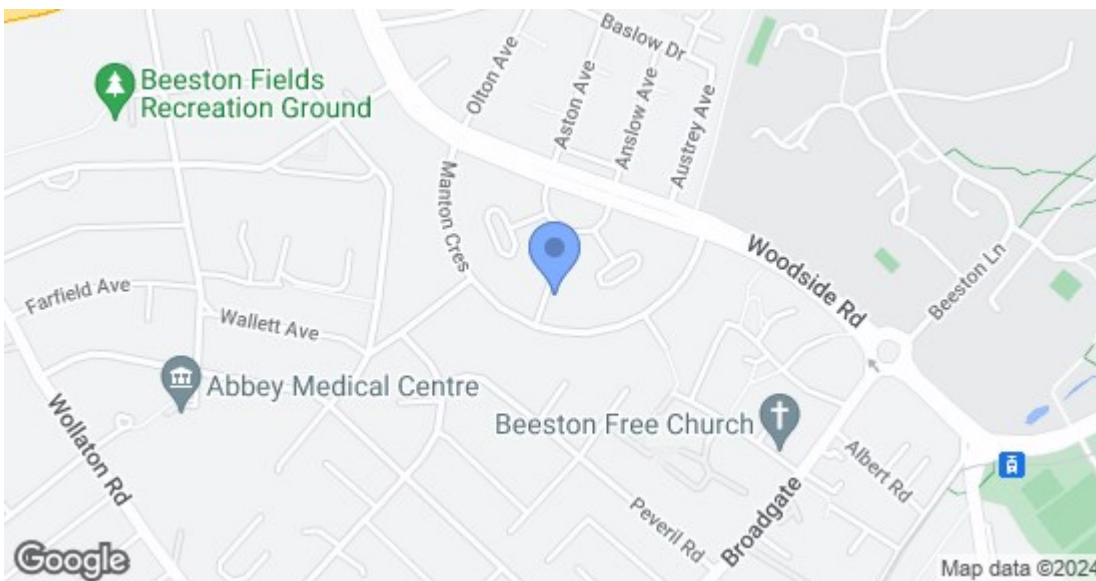 Baslow Dr
Olton Ave
Beeston Fields
Recreation Ground
Aston Ave
Anslow Ave
Austrey Ave
Manton Cres
Woodside Rd
Beeston Ln
Farfield Ave
Wallett Ave
Abbey Medical Centre
Beeston Free Church
Wollaton Rd
Albert Rd
Peveril Rd
Broadgate
Google
Map data ©2024